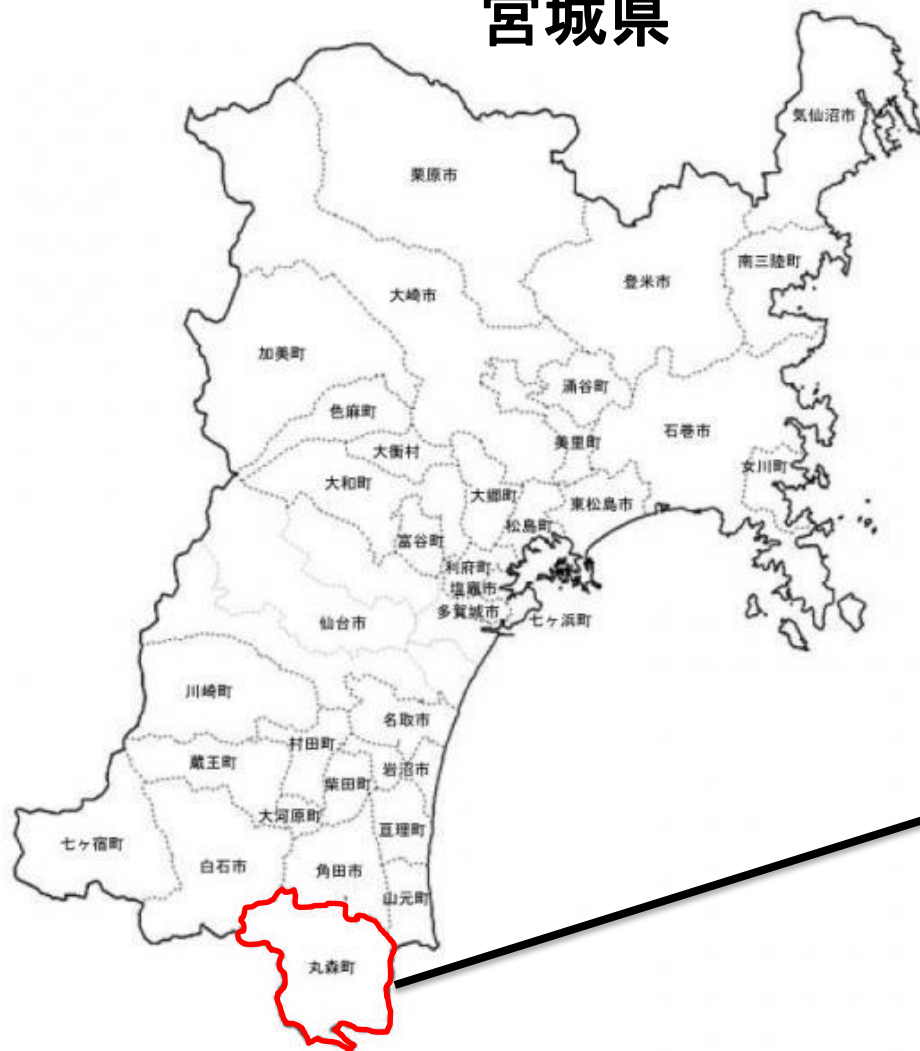 宮城県
気仙沼市
栗原市
南三陸町
登米市
大崎市
加美町
涌谷町
色麻町
石巻市
美里町
大衡村
女川町
大和町
大郷町
東松島市
松島町
富谷町
利府町
塩竈市
多賀城市
七ヶ浜町
仙台市
川崎町
名取市
村田町
蔵王町
岩沼市
柴田町
大河原町
亘理町
七ヶ宿町
白石市
角田市
山元町
丸森町